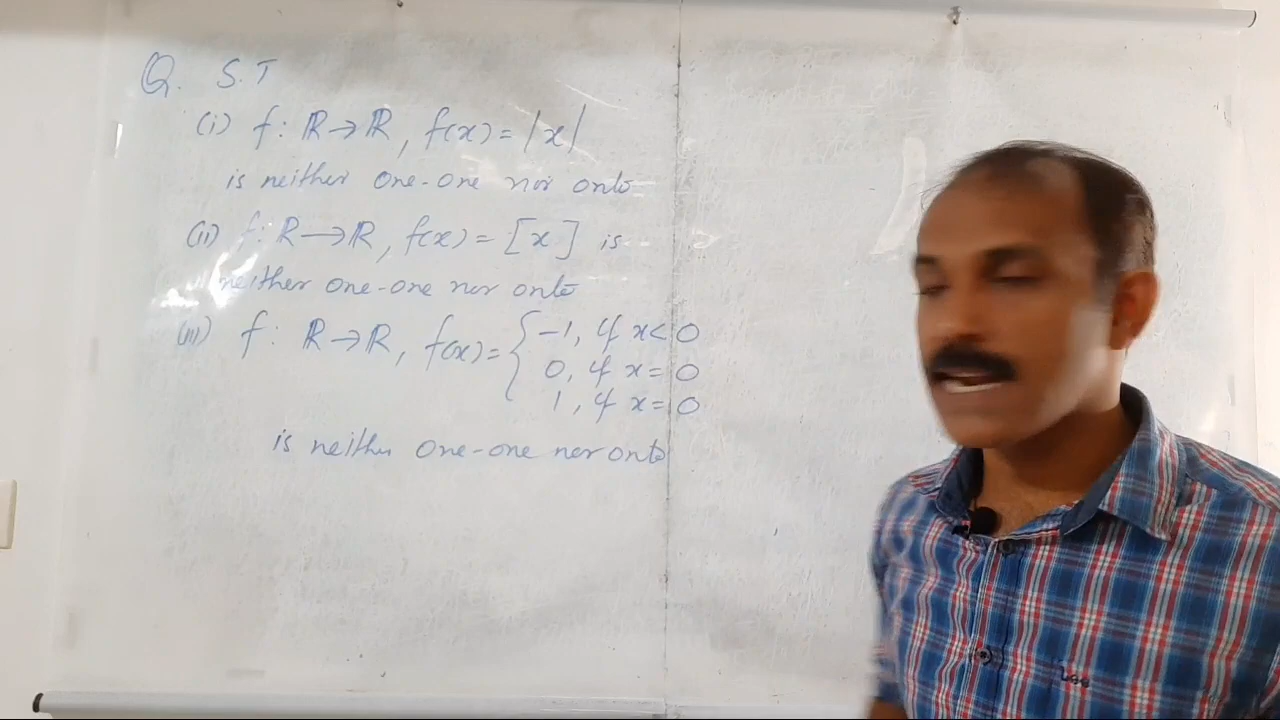 Q. S.T
(i) f: ℝ→ℝ, f(x) = |x|
is neither one-one nor onto
(ii) f: ℝ→ℝ, f(x) = [x] is
neither one-one nor onto
(iii) f: ℝ→ℝ, f(x) = { -1, if x < 0
0, if x = 0
1, if x = 0
is neither one-one nor onto
Lee